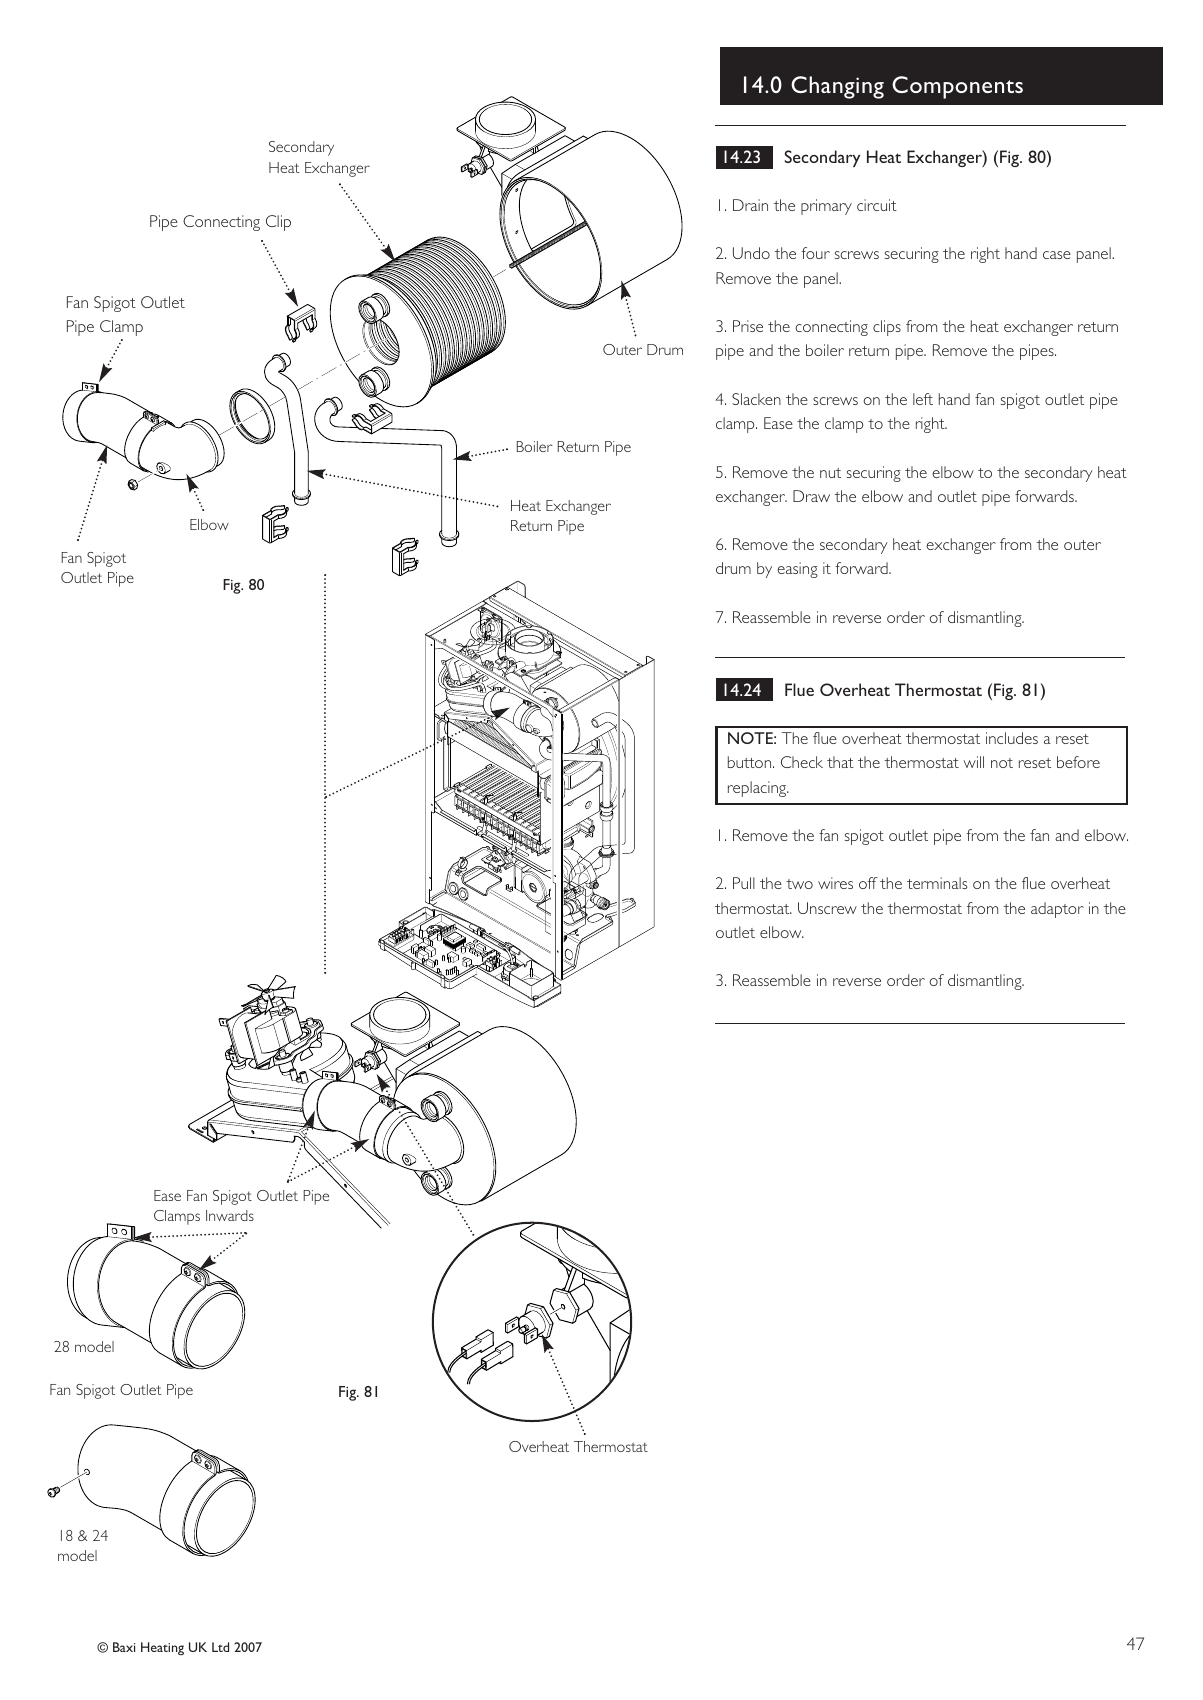 14.0 Changing Components
Secondary
Heat Exchanger
Pipe Connecting Clip
Fan Spigot Outlet
Pipe Clamp
Outer Drum
Boiler Return Pipe
Heat Exchanger
Return Pipe
Elbow
Fan Spigot
Outlet Pipe
Fig. 80
Ease Fan Spigot Outlet Pipe
Clamps Inwards
28 model
Fan Spigot Outlet Pipe
Fig. 81
Overheat Thermostat
18 & 24
model
14.23 Secondary Heat Exchanger) (Fig. 80)
1. Drain the primary circuit
2. Undo the four screws securing the right hand case panel.
Remove the panel.
3. Prise the connecting clips from the heat exchanger return
pipe and the boiler return pipe. Remove the pipes.
4. Slacken the screws on the left hand fan spigot outlet pipe
clamp. Ease the clamp to the right.
5. Remove the nut securing the elbow to the secondary heat
exchanger. Draw the elbow and outlet pipe forwards.
6. Remove the secondary heat exchanger from the outer
drum by easing it forward.
7. Reassemble in reverse order of dismantling.
14.24 Flue Overheat Thermostat (Fig. 81)
NOTE: The flue overheat thermostat includes a reset
button. Check that the thermostat will not reset before
replacing.
1. Remove the fan spigot outlet pipe from the fan and elbow.
2. Pull the two wires off the terminals on the flue overheat
thermostat. Unscrew the thermostat from the adaptor in the
outlet elbow.
3. Reassemble in reverse order of dismantling.
© Baxi Heating UK Ltd 2007
47